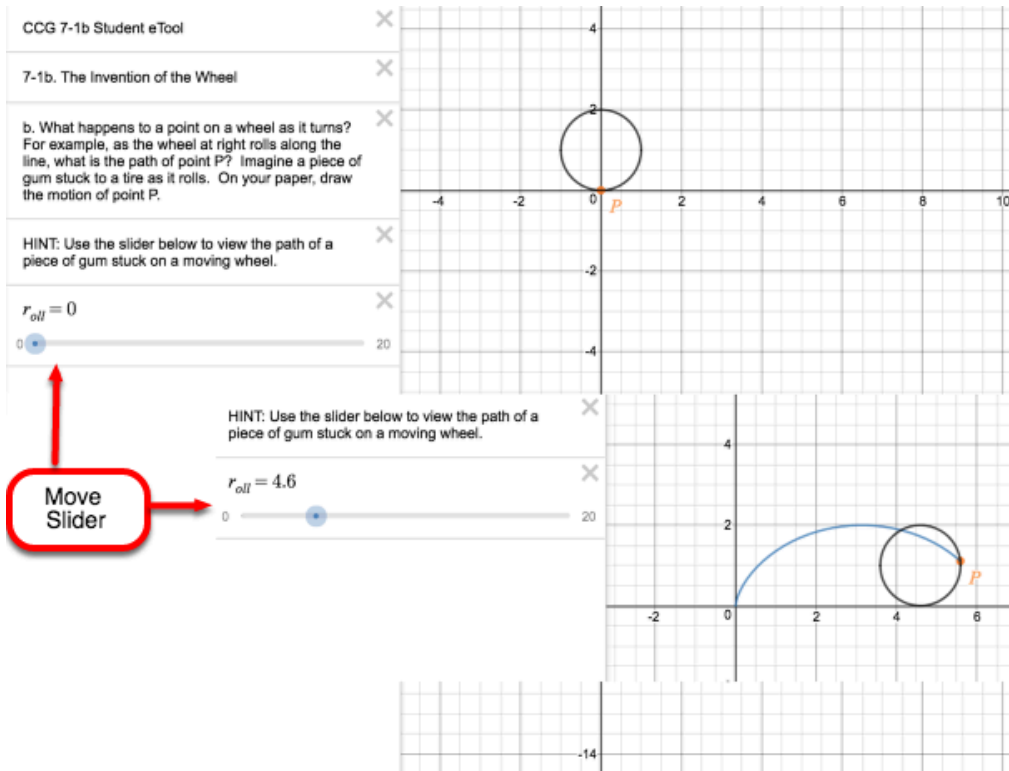 CCG 7-1b Student eTool
7-1b. The Invention of the Wheel
b. What happens to a point on a wheel as it turns?
For example, as the wheel at right rolls along the
line, what is the path of point P?  Imagine a piece of
gum stuck to a tire as it rolls.  On your paper, draw
the motion of point P.
HINT: Use the slider below to view the path of a
piece of gum stuck on a moving wheel.
r_oll = 0
0 20
4
2
-4 -2 0 P 2 4 6 8 10
-2
-4
HINT: Use the slider below to view the path of a
piece of gum stuck on a moving wheel.
r_oll = 4.6
0 20
Move
Slider
4
2
P
-2 0 2 4 6
-14